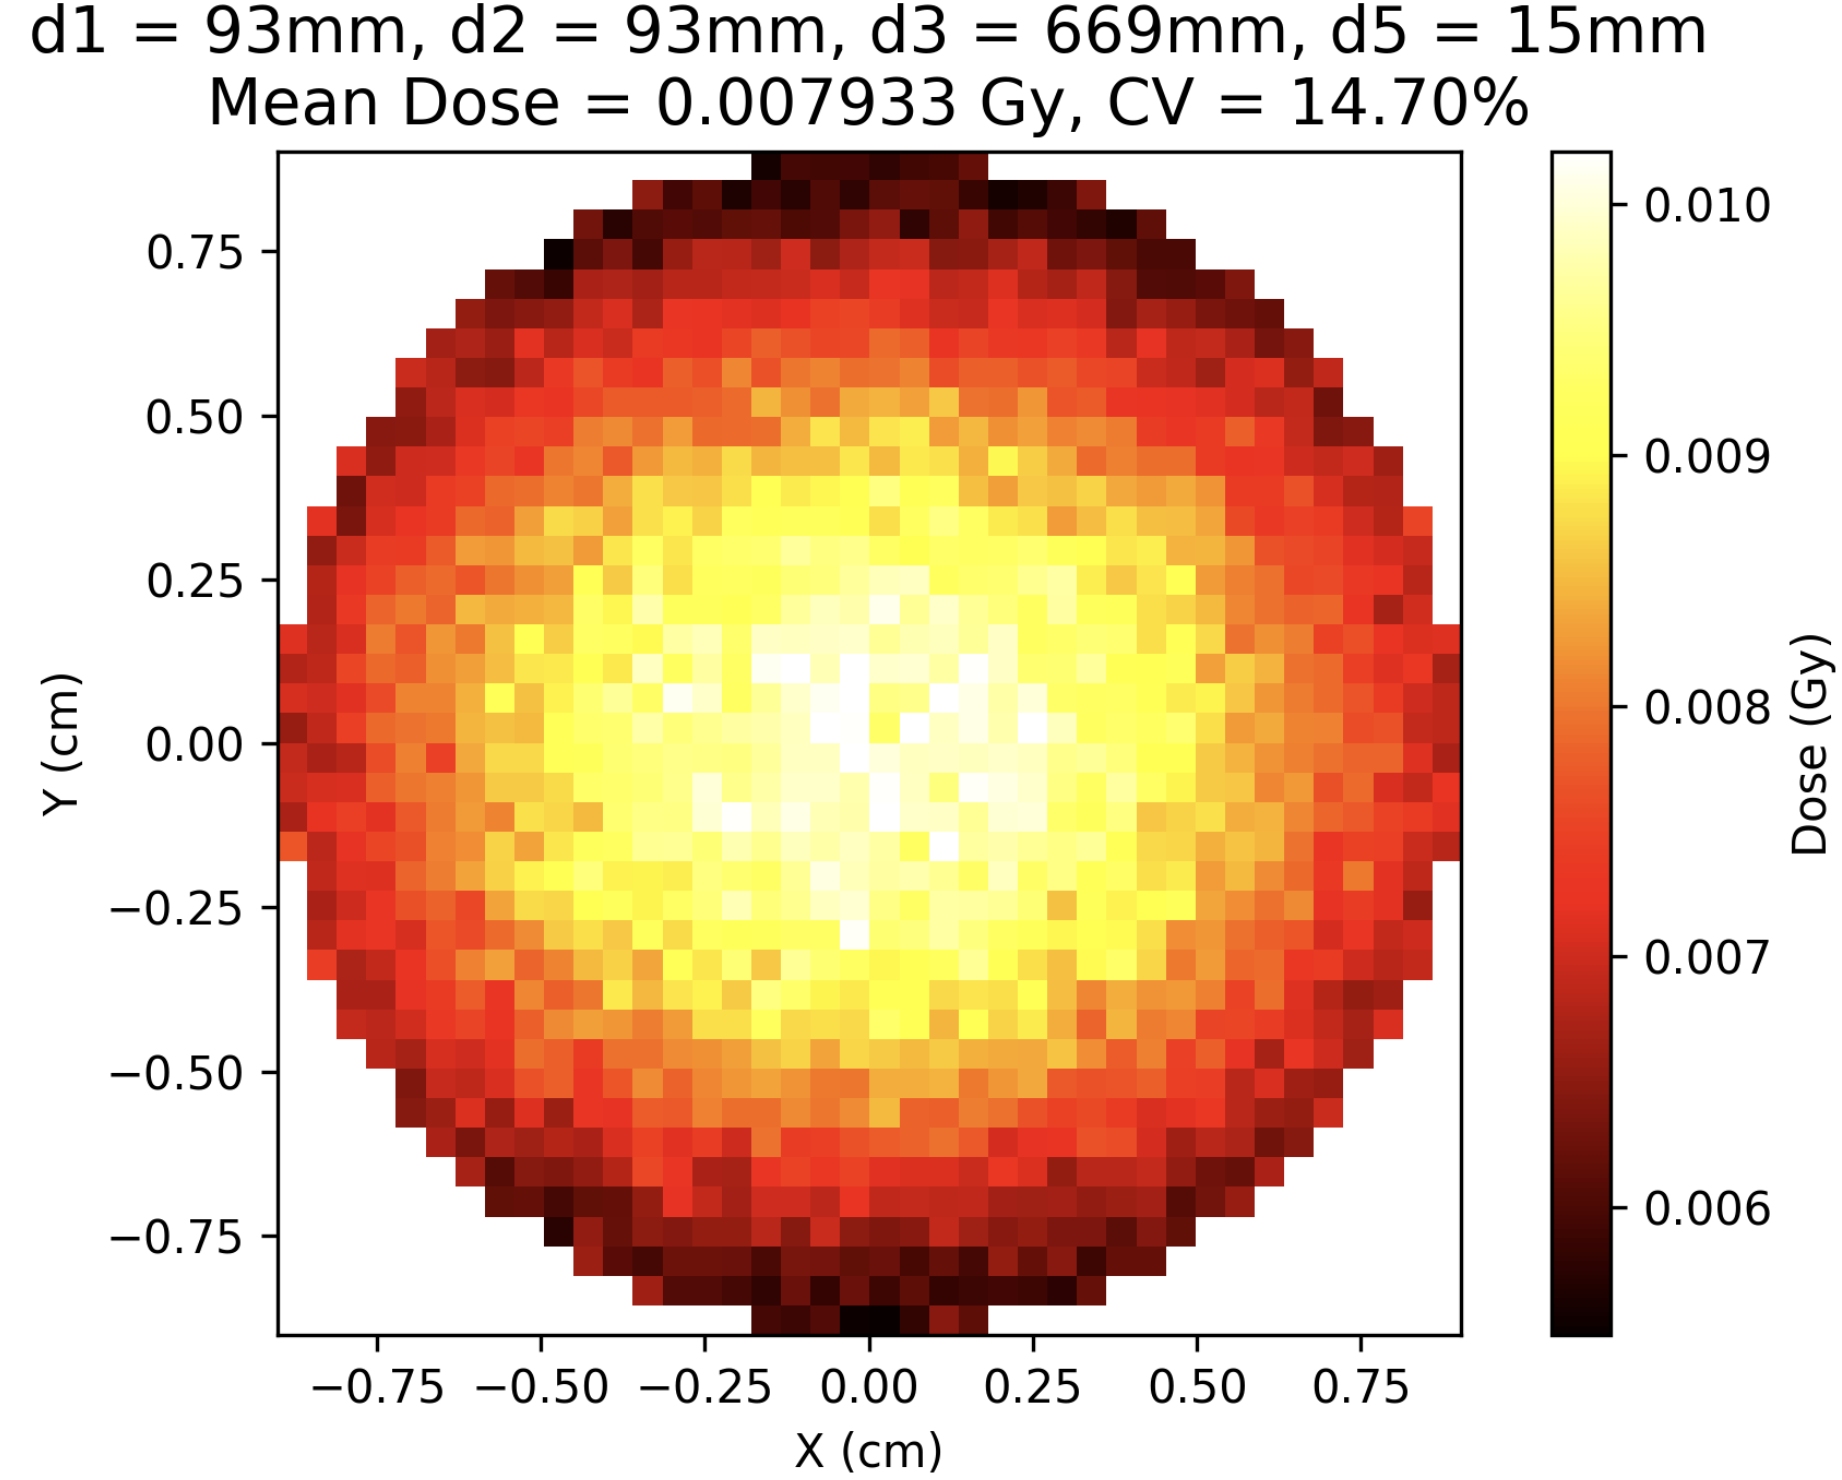 d1 = 93mm, d2 = 93mm, d3 = 669mm, d5 = 15mm
Mean Dose = 0.007933 Gy, CV = 14.70%
0.75
0.50
0.25
0.00
−0.25
−0.50
−0.75
Y (cm)
−0.75 −0.50 −0.25 0.00 0.25 0.50 0.75
X (cm)
0.010
0.009
0.008
0.007
0.006
Dose (Gy)